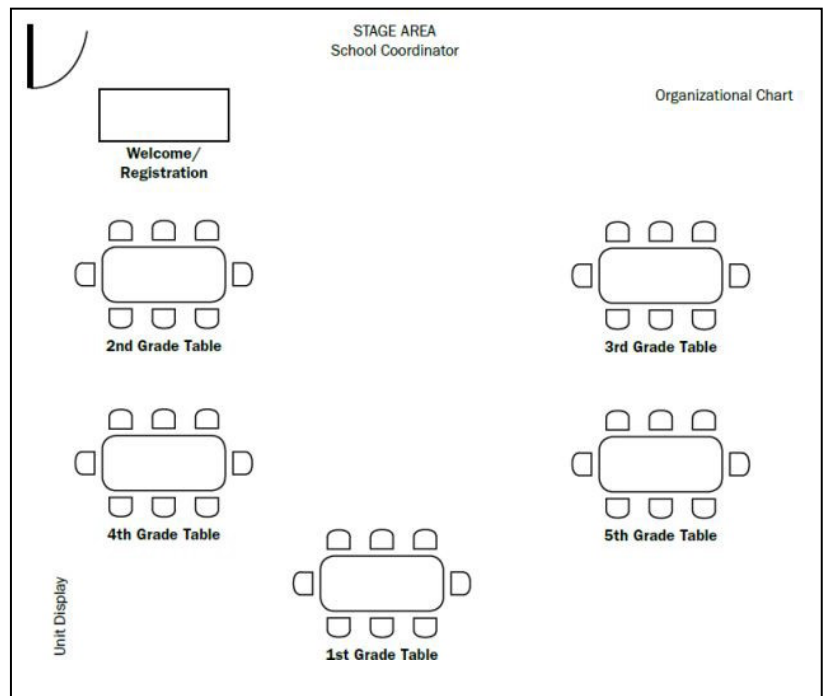 STAGE AREA
School Coordinator
Organizational Chart
Welcome/
Registration
2nd Grade Table
3rd Grade Table
4th Grade Table
5th Grade Table
Unit Display
1st Grade Table